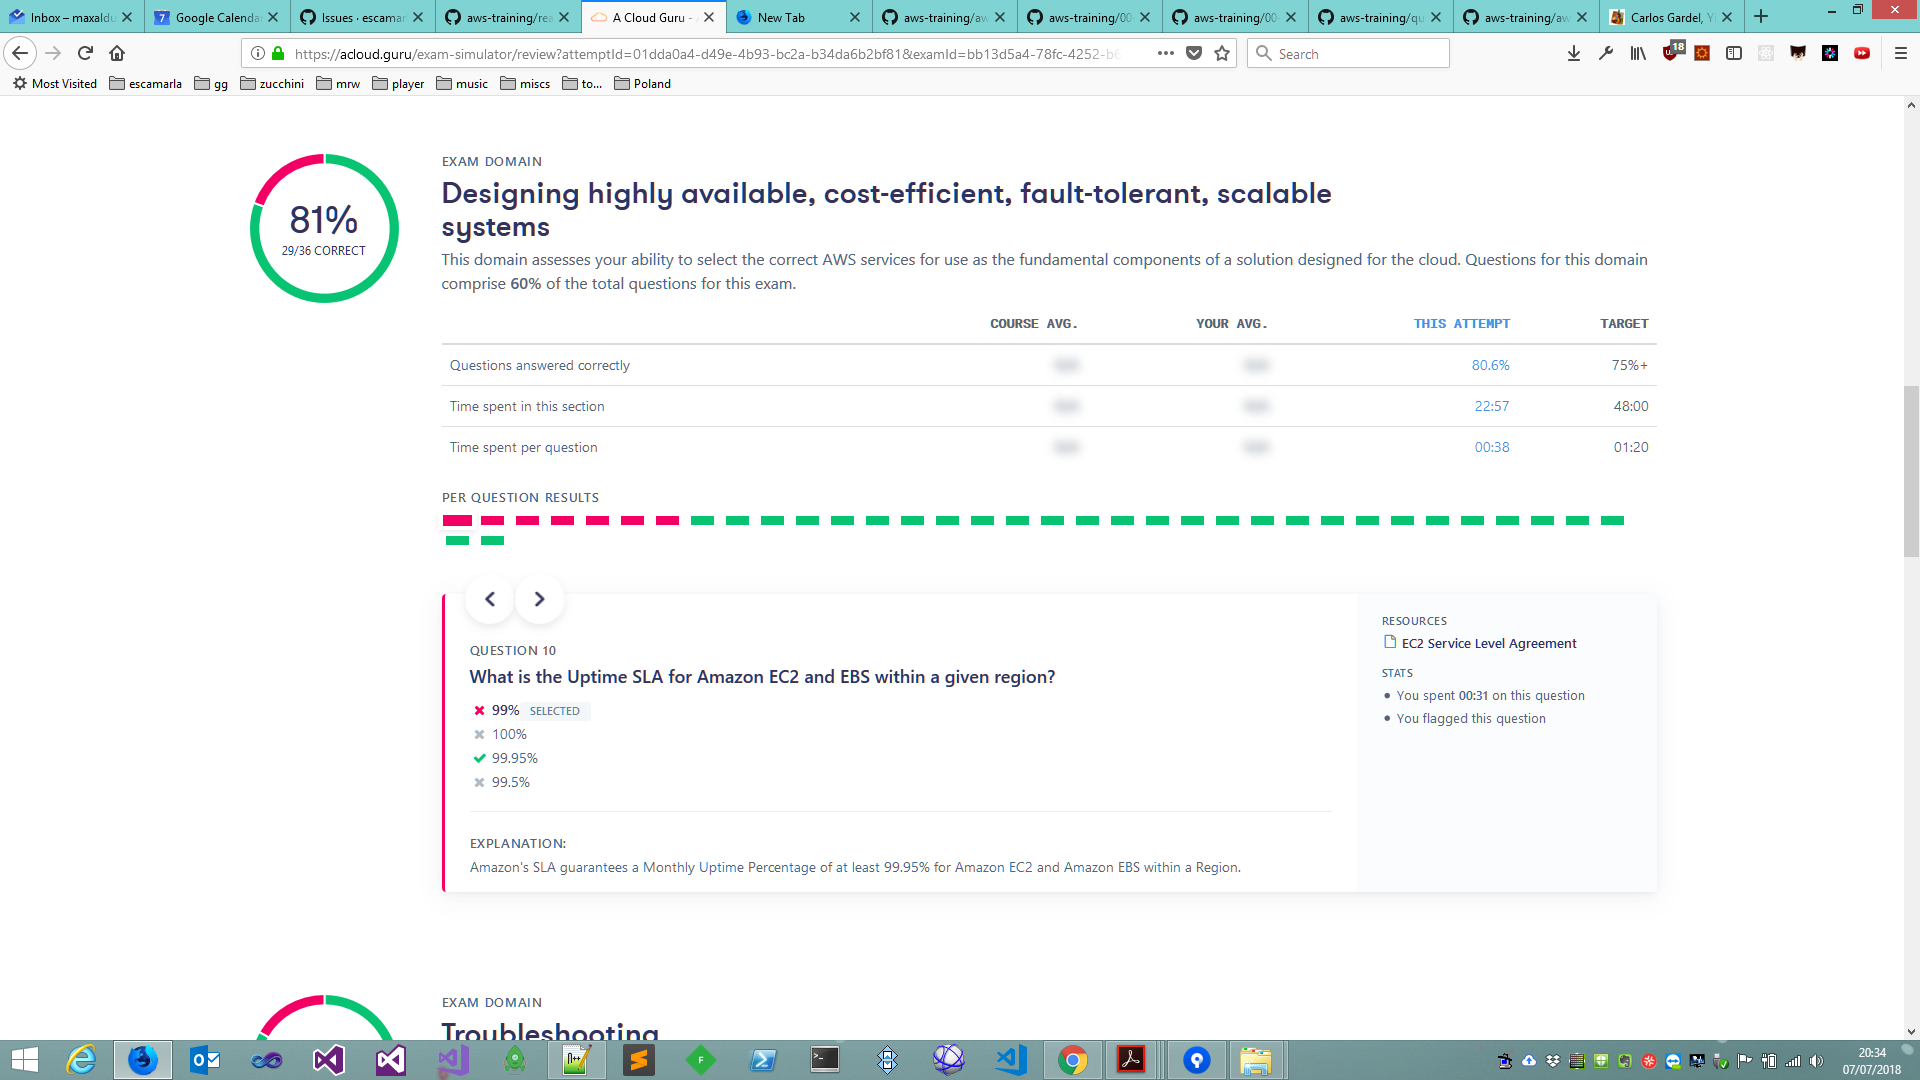 Inbox – maxaldu
Google Calenda
Issues · escamar
aws-training/rea
A Cloud Guru -
New Tab
aws-training/aw
aws-training/00
aws-training/00
aws-training/qu
aws-training/aw
Carlos Gardel, Y
https://acloud.guru/exam-simulator/review?attemptId=01dda0a4-d49e-4b93-bc2a-b34da6b2bf81&examId=bb13d5a4-78fc-4252-b6
Search
18
Most Visited
escamarla
gg
zucchini
mrw
player
music
miscs
to...
Poland
81%
29/36 CORRECT
EXAM DOMAIN
Designing highly available, cost-efficient, fault-tolerant, scalable
systems
This domain assesses your ability to select the correct AWS services for use as the fundamental components of a solution designed for the cloud. Questions for this domain
comprise 60% of the total questions for this exam.
COURSE AVG. YOUR AVG. THIS ATTEMPT TARGET
Questions answered correctly 80.6% 75%+
Time spent in this section 22:57 48:00
Time spent per question 00:38 01:20
PER QUESTION RESULTS
QUESTION 10
What is the Uptime SLA for Amazon EC2 and EBS within a given region?
99% SELECTED
100%
99.95%
99.5%
EXPLANATION:
Amazon's SLA guarantees a Monthly Uptime Percentage of at least 99.95% for Amazon EC2 and Amazon EBS within a Region.
RESOURCES
EC2 Service Level Agreement
STATS
You spent 00:31 on this question
You flagged this question
EXAM DOMAIN
Troubleshooting
20:34
07/07/2018